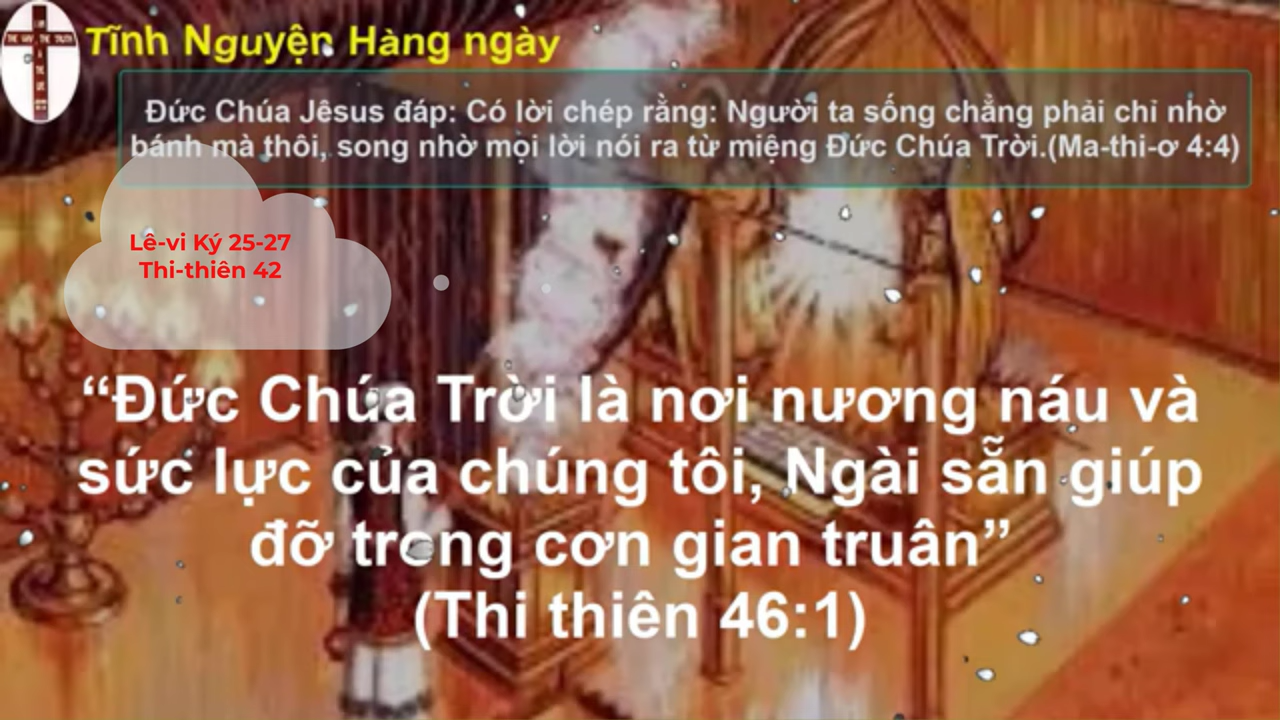 Tĩnh Nguyện Hàng ngày
Đức Chúa Jêsus đáp: Có lời chép rằng: Người ta sống chẳng phải chỉ nhờ
bánh mà thôi, song nhờ mọi lời nói ra từ miệng Đức Chúa Trời.(Ma-thi-ơ 4:4)
Lê-vi Ký 25-27
Thi-thiên 42
“Đức Chúa Trời là nơi nương náu và
sức lực của chúng tôi, Ngài sẵn giúp
đỡ trong cơn gian truân”
(Thi thiên 46:1)